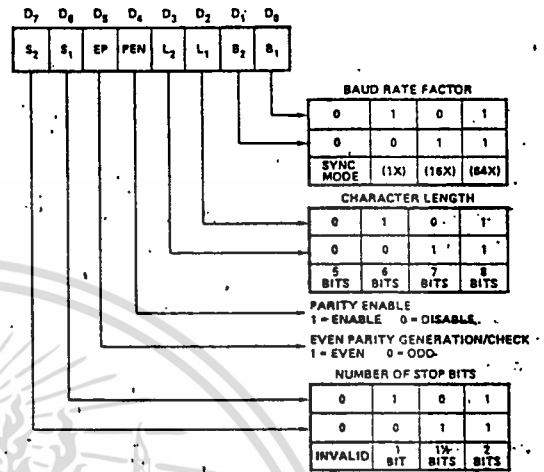 D7 D6 D5 D4 D3 D2 D1 D0
S2 S1 EP PEN L2 L1 B2 B1
BAUD RATE FACTOR
0 1 0 1
0 0 1 1
SYNC MODE (1X) (16X) (64X)
CHARACTER LENGTH
0 1 0 1
0 0 1 1
5 BITS 6 BITS 7 BITS 8 BITS
PARITY ENABLE
1 = ENABLE 0 = DISABLE
EVEN PARITY GENERATION/CHECK
1 = EVEN 0 = ODD
NUMBER OF STOP BITS
0 1 0 1
0 0 1 1
INVALID 1 BIT 1½ BITS 2 BITS